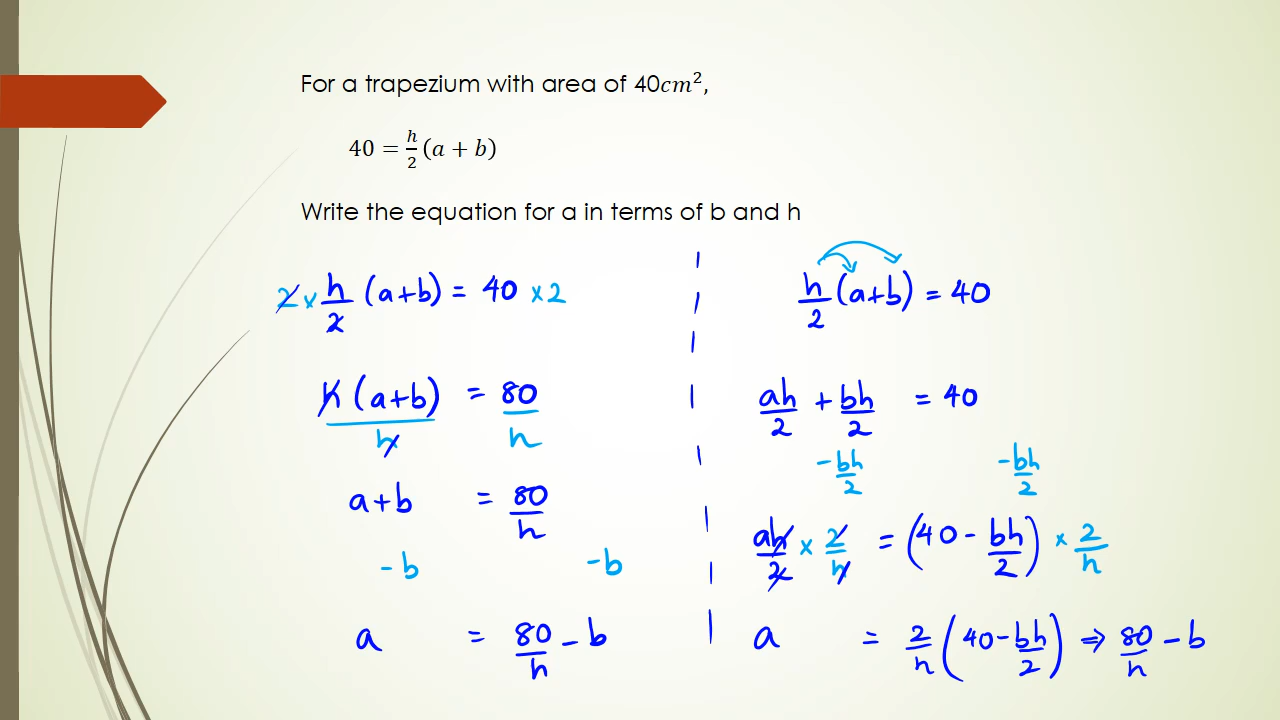 For a trapezium with area of 40cm²,
40 = h/2 (a + b)
Write the equation for a in terms of b and h
2 × h/2 (a+b) = 40 × 2
h (a+b) / h = 80 / h
a+b = 80/h
-b -b
a = 80/h - b
h/2 (a+b) = 40
ah/2 + bh/2 = 40
-bh/2 -bh/2
ah/2 × 2/h = (40 - bh/2) × 2/h
a = 2/h (40 - bh/2) ⇒ 80/h - b